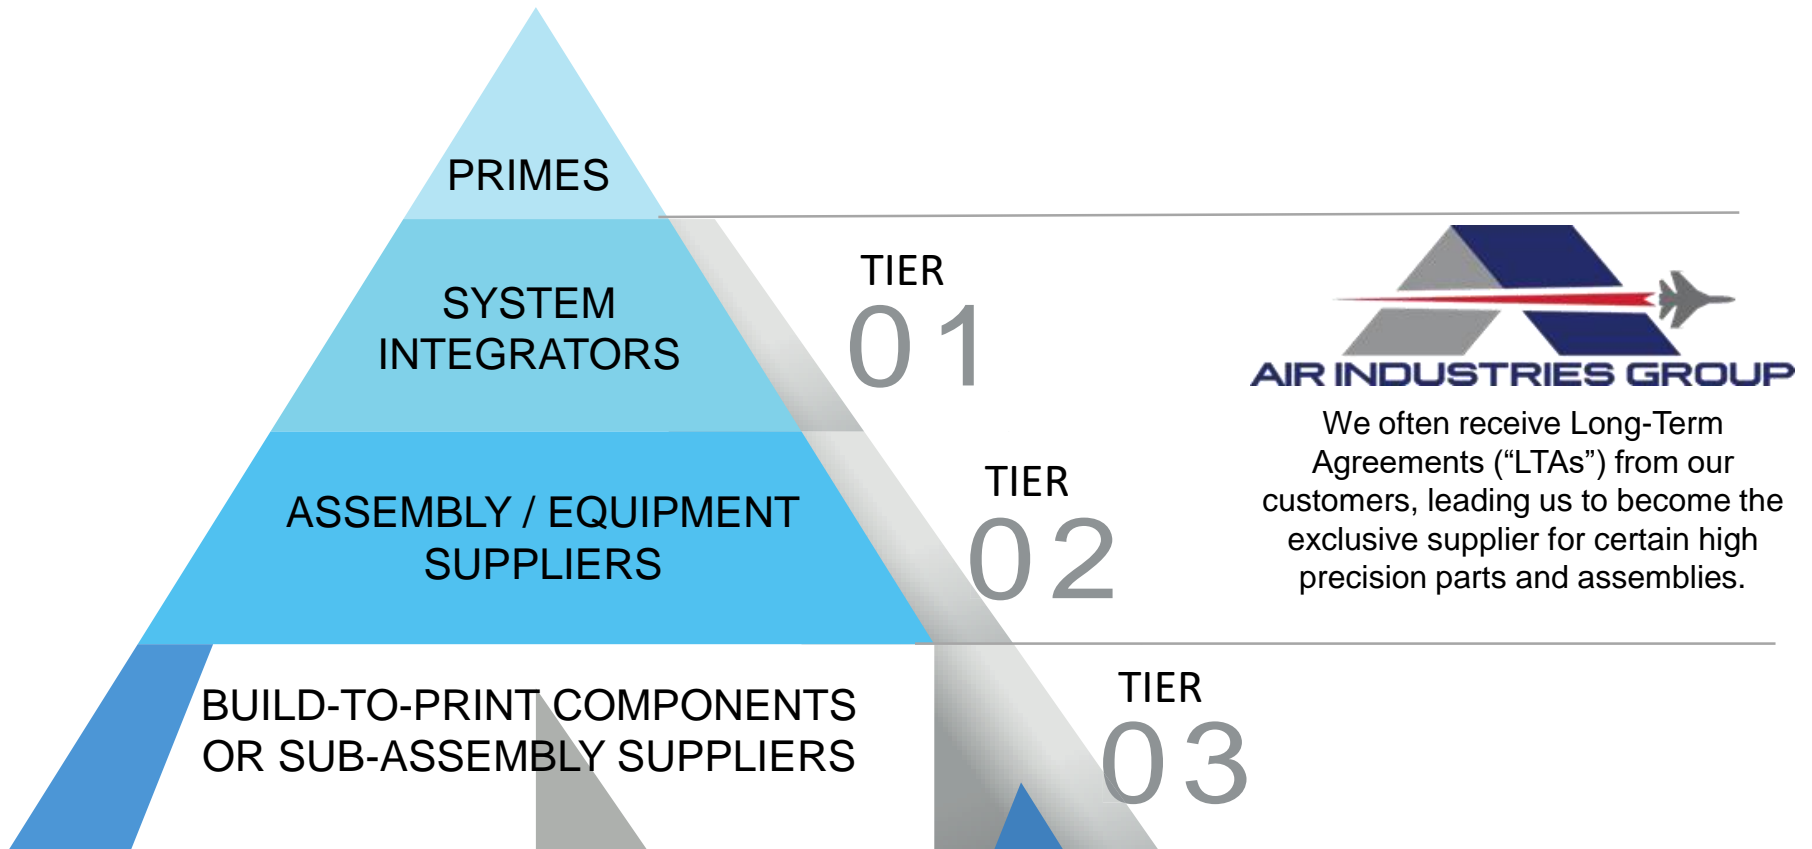 PRIMES
SYSTEM
INTEGRATORS
TIER
01
ASSEMBLY / EQUIPMENT
SUPPLIERS
TIER
02
BUILD-TO-PRINT COMPONENTS
OR SUB-ASSEMBLY SUPPLIERS
TIER
03
AIR INDUSTRIES GROUP
We often receive Long-Term
Agreements (“LTAs”) from our
customers, leading us to become the
exclusive supplier for certain high
precision parts and assemblies.